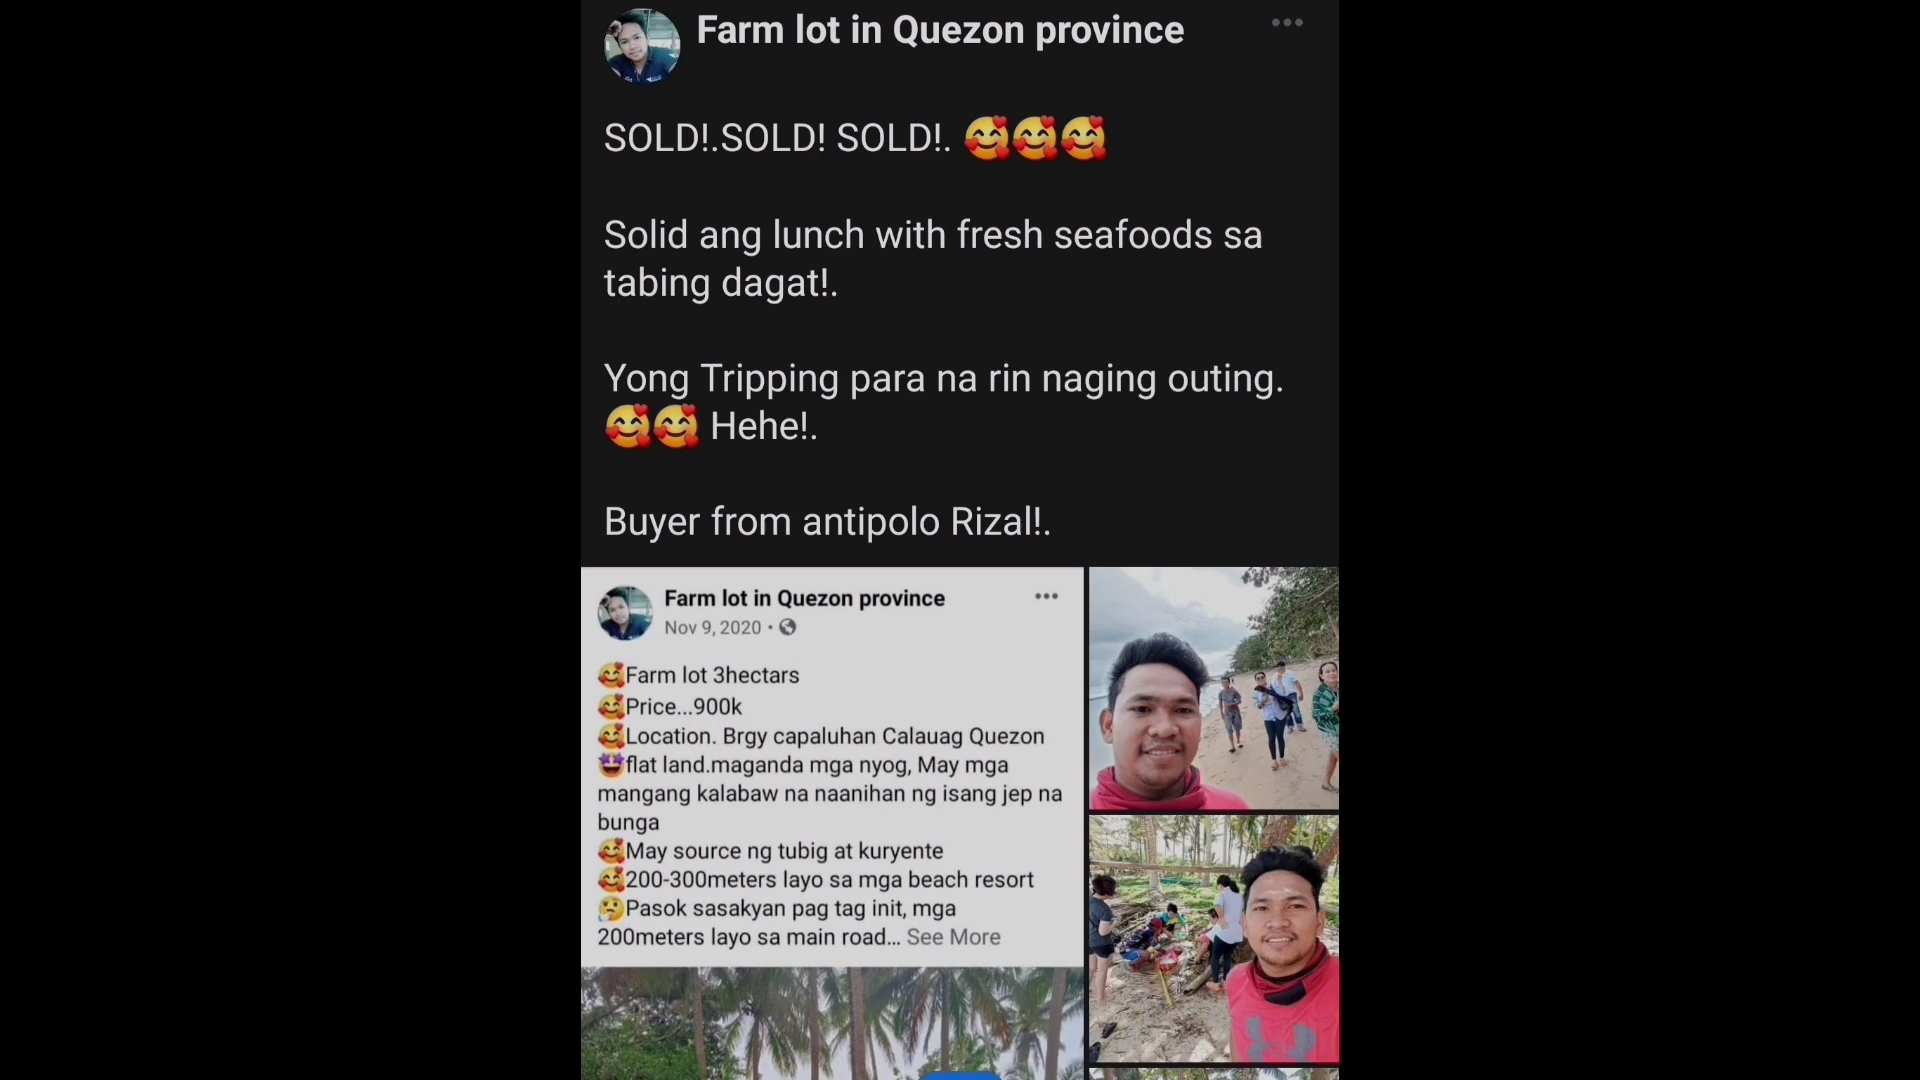 Farm lot in Quezon province
SOLD!.SOLD! SOLD!. 🥰🥰🥰
Solid ang lunch with fresh seafoods sa
tabing dagat!.
Yong Tripping para na rin naging outing.
🥰🥰 Hehe!.
Buyer from antipolo Rizal!.
Farm lot in Quezon province
Nov 9, 2020 •
🥰Farm lot 3hectars
🥰Price...900k
🥰Location. Brgy capaluhan Calauag Quezon
🤩flat land.maganda mga nyog, May mga
mangang kalabaw na naanihan ng isang jep na
bunga
🥰May source ng tubig at kuryente
🥰200-300meters layo sa mga beach resort
🤔Pasok sasakyan pag tag init, mga
200meters layo sa main road... See More